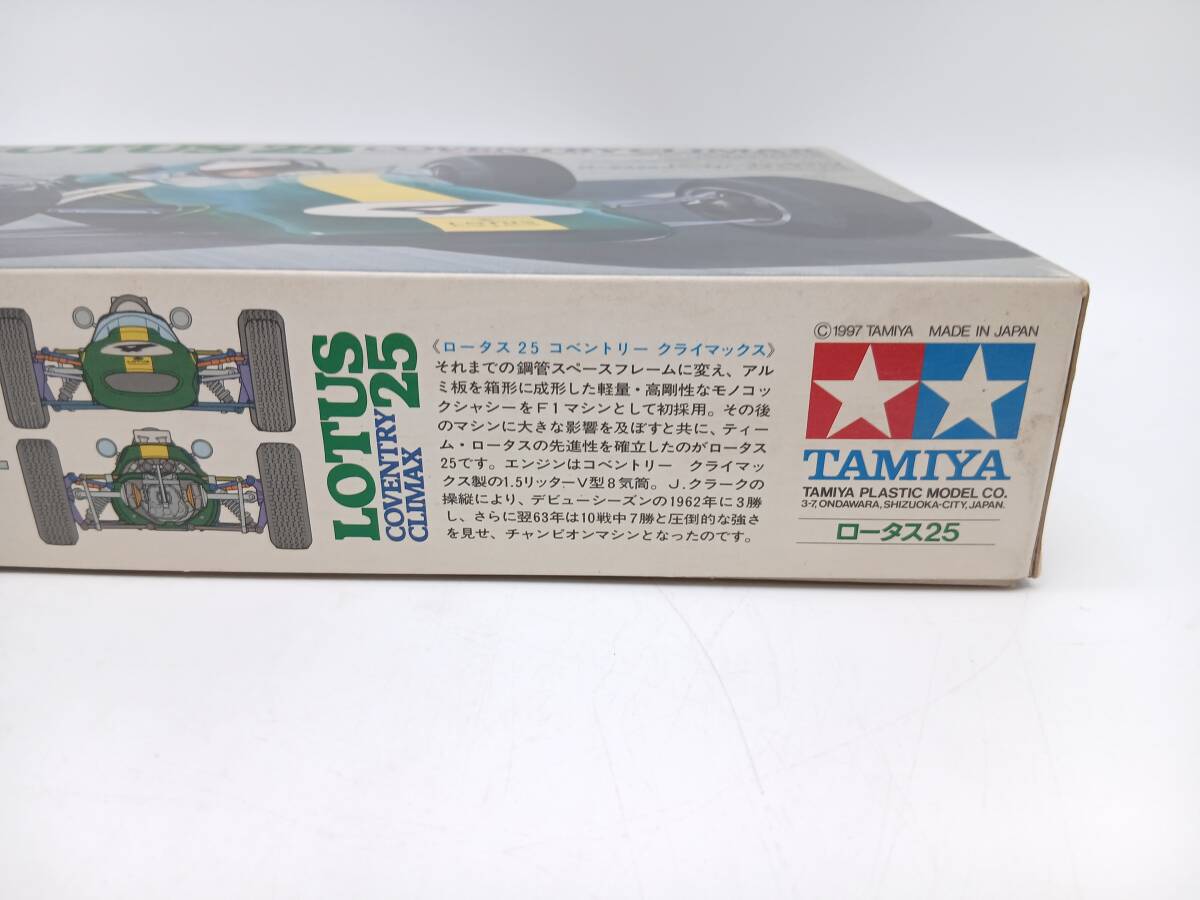 LOTUS 25 COVENTRY CLIMAX
4
LOTUS
LOTUS 25
COVENTRY
CLIMAX
《ロータス 25 コベントリー クライマックス》
それまでの鋼管スペースフレームに変え、アル
ミ板を箱形に成形した軽量・高剛性なモノコッ
クシャシーをF1マシンとして初採用。その後
のマシンに大きな影響を及ぼすと共に、ティー
ム・ロータスの先進性を確立したのがロータス
25です。エンジンはコベントリー クライマッ
クス製の1.5リッターV型8気筒。J.クラークの
操縦により、デビューシーズンの1962年に3勝
し、さらに翌63年は10戦中7勝と圧倒的な強さ
を見せ、チャンピオンマシンとなったのです。
©1997 TAMIYA MADE IN JAPAN
TAMIYA
TAMIYA PLASTIC MODEL CO.
3-7, ONDAWARA, SHIZUOKA-CITY, JAPAN.
ロータス25